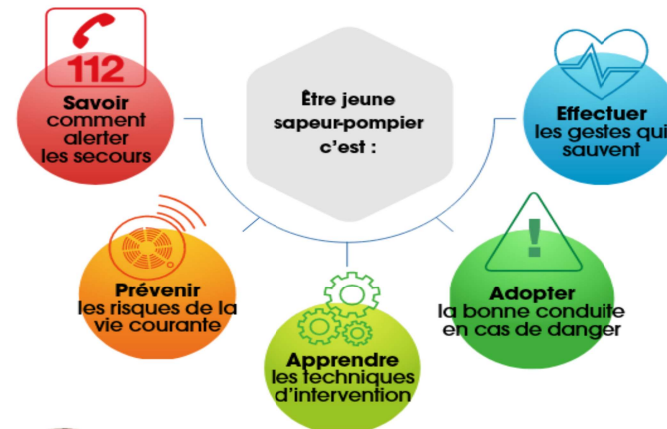 112
Savoir
comment
alerter
les secours
Être jeune
sapeur-pompier
c'est :
Effectuer
les gestes qui
sauvent
Prévenir
les risques de la
vie courante
Apprendre
les techniques
d'intervention
Adopter
la bonne conduite
en cas de danger
!